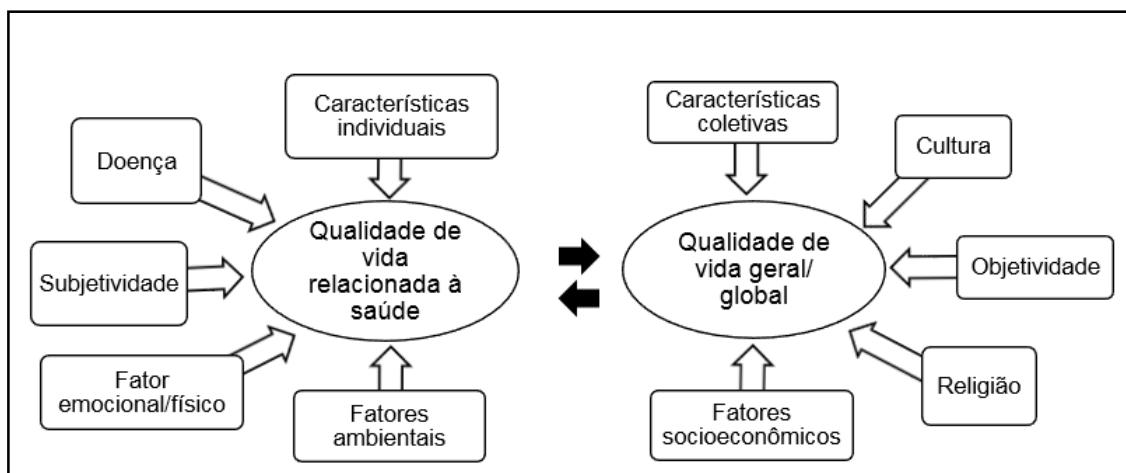 Características
individuais
Doença
Subjetividade
Fator
emocional/físico
Fatores
ambientais
Qualidade de
vida
relacionada à
saúde
Características
coletivas
Cultura
Qualidade de
vida geral/
global
Objetividade
Religião
Fatores
socioeconômicos